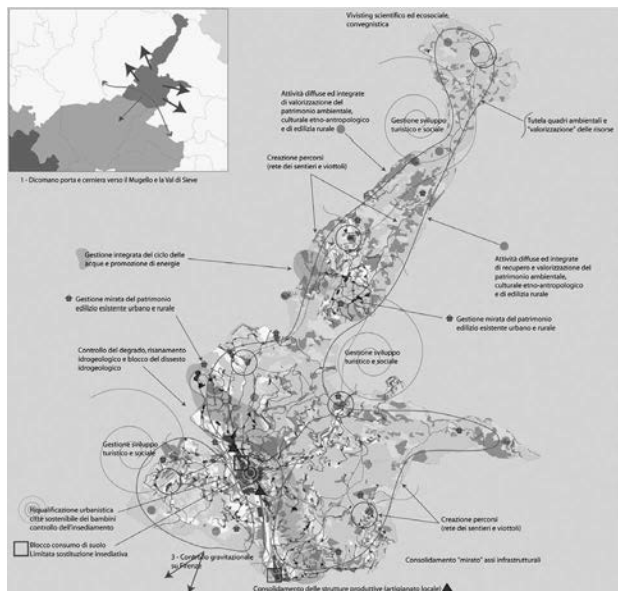 Vivisting scientifico ed ecosociale,
convegnistica
Attività diffuse ed integrate
di valorizzazione del
patrimonio ambientale,
culturale etno-antropologico
e di edilizia rurale
Gestione sviluppo
turistico e sociale
Tutela quadri ambientali e
"valorizzazione" delle risorse
Creazione percorsi
(rete dei sentieri e viottoli)
1 - Dicomano porta e cerniera verso il Mugello e la Val di Sieve
Gestione integrata del ciclo delle
acque e promozione di energie
Attività diffuse ed integrate
di recupero e valorizzazione del
patrimonio ambientale,
culturale etno-antropologico
e di edilizia rurale
Gestione mirata del patrimonio
edilizio esistente urbano e rurale
Gestione mirata del patrimonio
edilizio esistente urbano e rurale
Controllo del degrado, risanamento
idrogeologico e blocco del dissesto
idrogeologico
Gestione sviluppo
turistico e sociale
Gestione sviluppo
turistico e sociale
Riqualificazione urbanistica
città sostenibile dei bambini
controllo dell'insediamento
Blocco consumo di suolo
Limitata sostituzione insediativa
3 - Controllo gravitazionale
su Firenze
Creazione percorsi
(rete dei sentieri e viottoli)
Consolidamento "mirato" assi infrastrutturali
Consolidamento delle strutture produttive (artigianato locale)